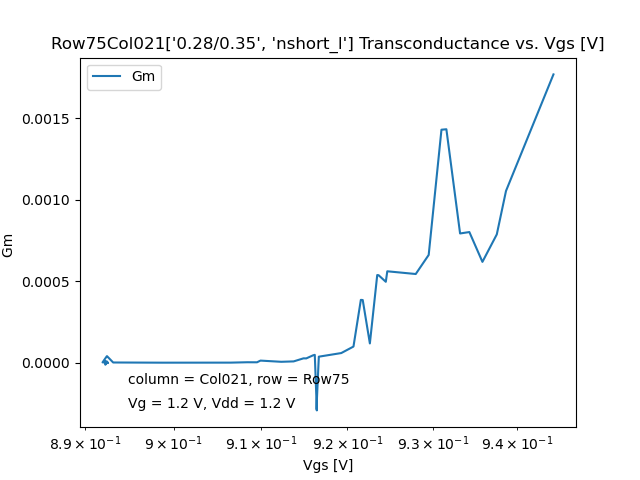 Row75Col021['0.28/0.35', 'nshort_l'] Transconductance vs. Vgs [V]
Gm
0.0015
0.0010
Gm
0.0005
0.0000
column = Col021, row = Row75
Vg = 1.2 V, Vdd = 1.2 V
8.9 × 10⁻¹ 9 × 10⁻¹ 9.1 × 10⁻¹ 9.2 × 10⁻¹ 9.3 × 10⁻¹ 9.4 × 10⁻¹
Vgs [V]